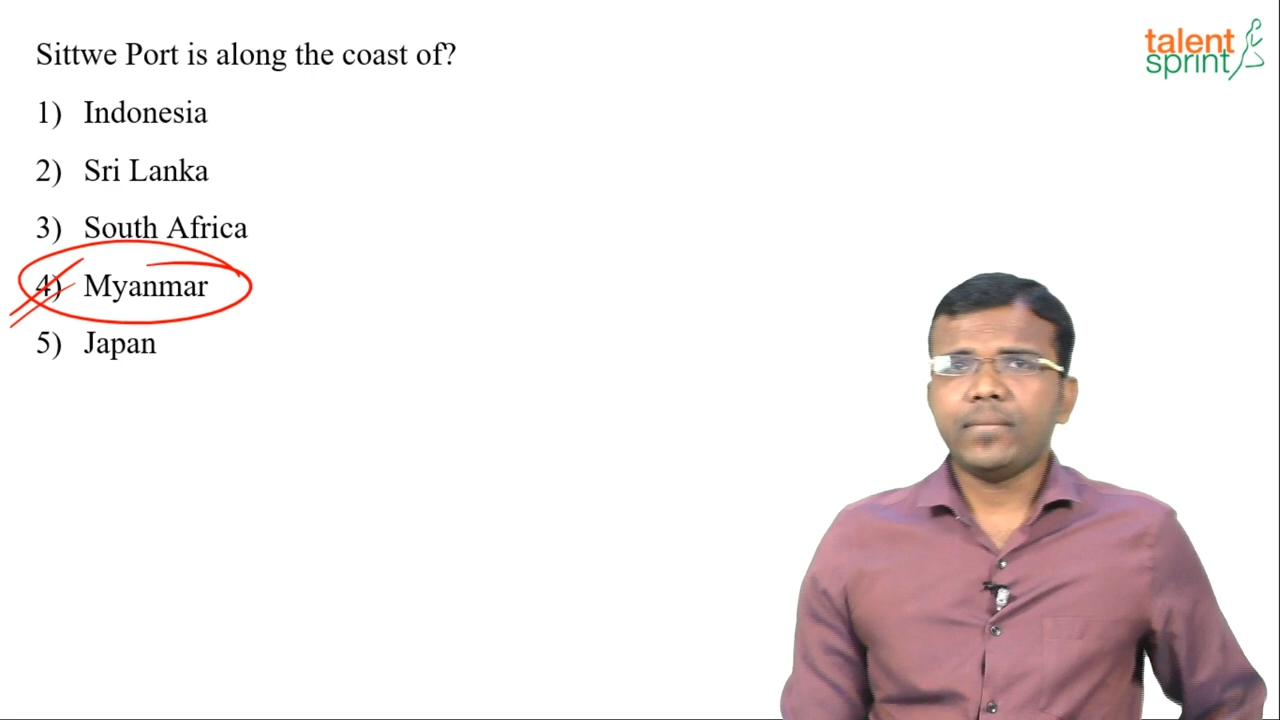 Sittwe Port is along the coast of?
1) Indonesia
2) Sri Lanka
3) South Africa
4) Myanmar
5) Japan
talent
sprint